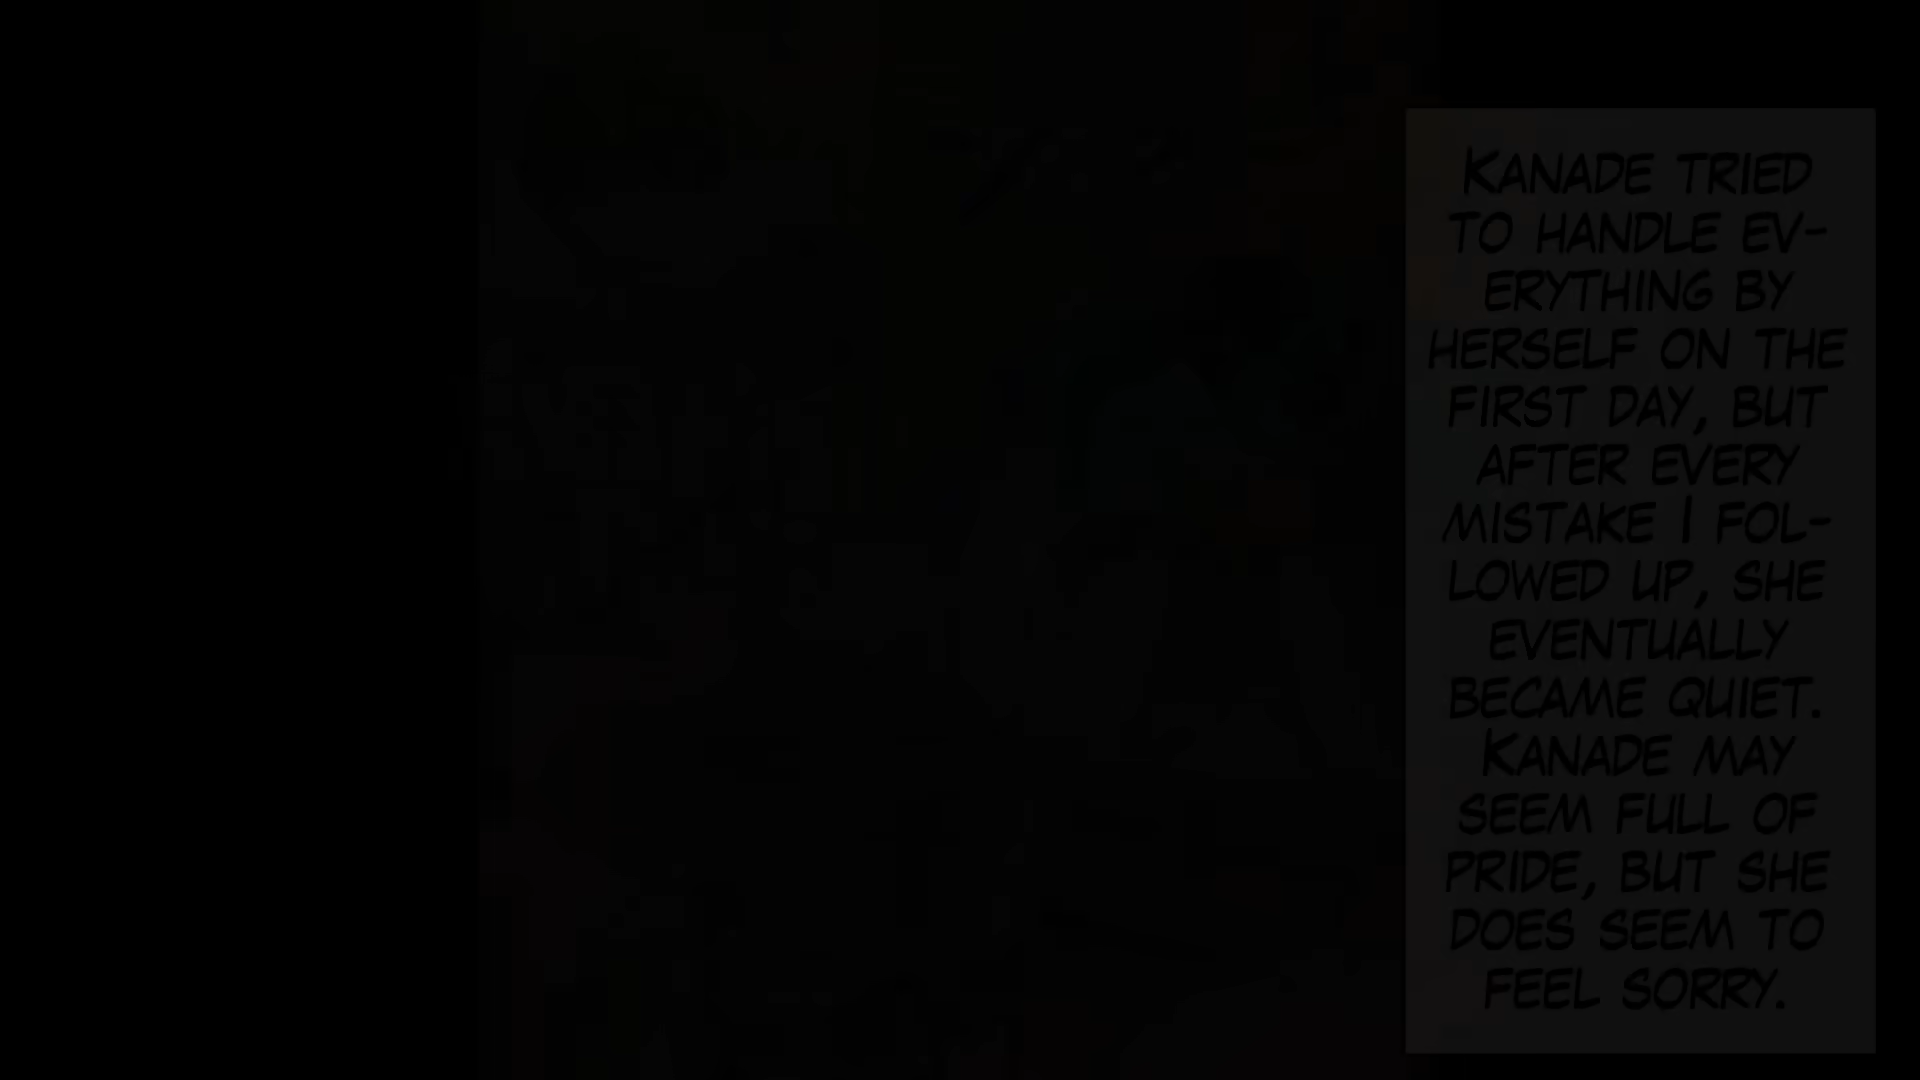 KANADE TRIED
TO HANDLE EV-
ERYTHING BY
HERSELF ON THE
FIRST DAY, BUT
AFTER EVERY
MISTAKE I FOL-
LOWED UP, SHE
EVENTUALLY
BECAME QUIET.
KANADE MAY
SEEM FULL OF
PRIDE, BUT SHE
DOES SEEM TO
FEEL SORRY.